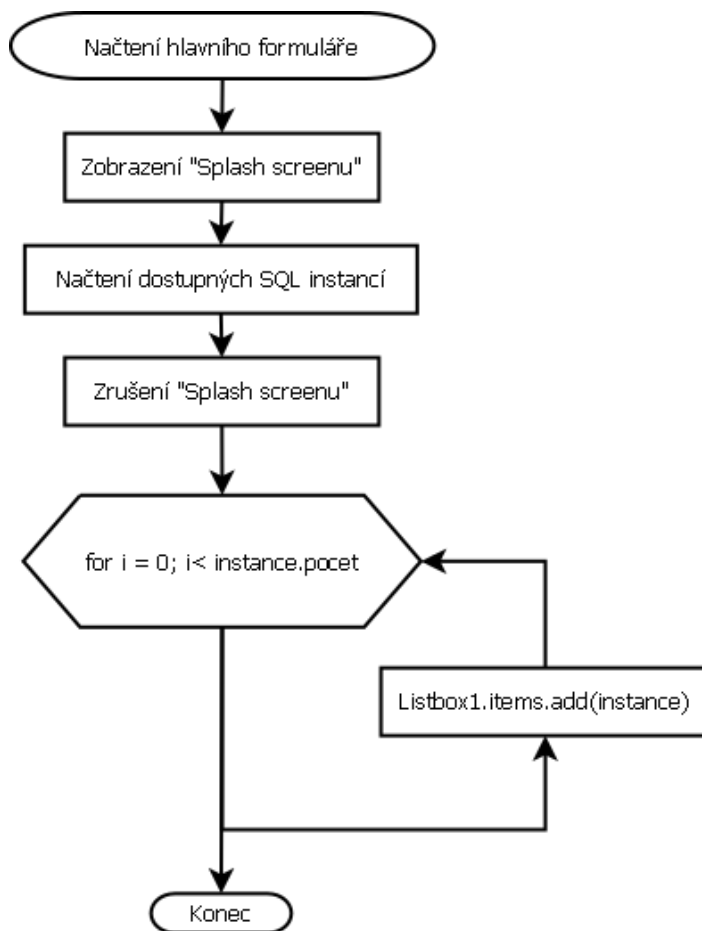 Načtení hlavního formuláře
Zobrazení "Splash screenu"
Načtení dostupných SQL instancí
Zrušení "Splash screenu"
for i = 0; i< instance.pocet
Listbox1.items.add(instance)
Konec